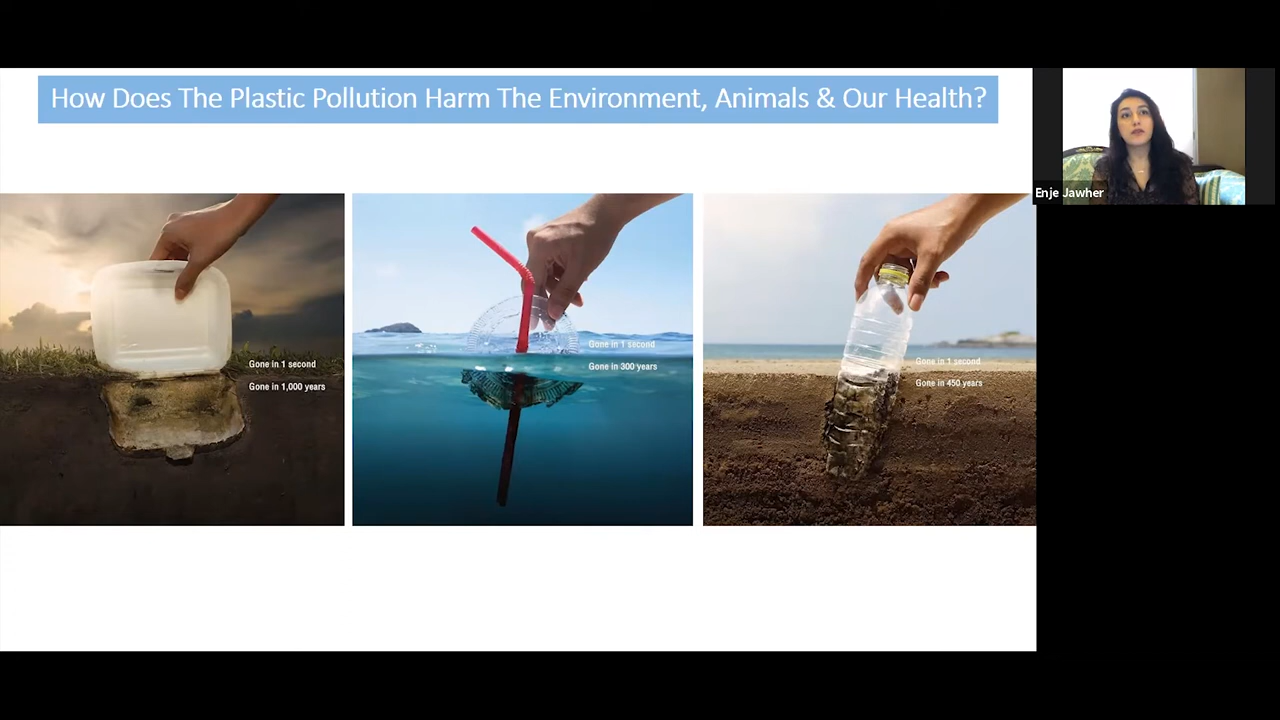 How Does The Plastic Pollution Harm The Environment, Animals & Our Health?
Enje Jawher
Gone in 1 second
Gone in 1,000 years
Gone in 1 second
Gone in 300 years
Gone in 1 second
Gone in 450 years